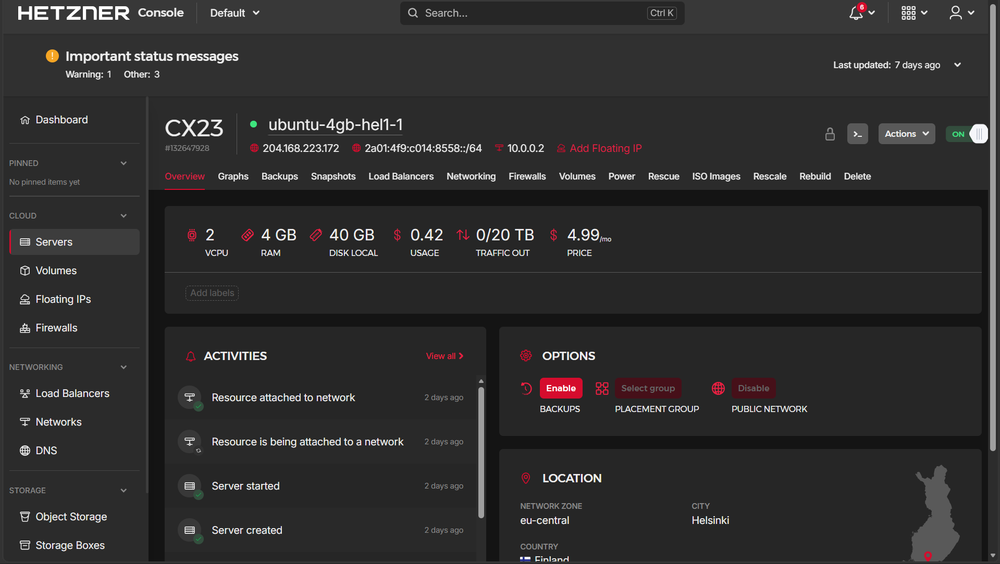 HETZNER Console
Default
Search...
Ctrl K
6
Important status messages
Warning: 1 Other: 3
Last updated: 7 days ago
Dashboard
PINNED
No pinned items yet
CLOUD
Servers
Volumes
Floating IPs
Firewalls
NETWORKING
Load Balancers
Networks
DNS
STORAGE
Object Storage
Storage Boxes
CX23
#132647928
ubuntu-4gb-hel1-1
204.168.223.172 2a01:4f9:c014:8558::/64 10.0.0.2 Add Floating IP
Actions
ON
Overview Graphs Backups Snapshots Load Balancers Networking Firewalls Volumes Power Rescue ISO Images Rescale Rebuild Delete
2 4 GB 40 GB $ 0.42 0/20 TB $ 4.99/mo
VCPU RAM DISK LOCAL USAGE TRAFFIC OUT PRICE
Add labels
ACTIVITIES
View all
Resource attached to network 2 days ago
Resource is being attached to a network 2 days ago
Server started 2 days ago
Server created 2 days ago
OPTIONS
Enable Select group Disable
BACKUPS PLACEMENT GROUP PUBLIC NETWORK
LOCATION
NETWORK ZONE CITY
eu-central Helsinki
COUNTRY
Finland